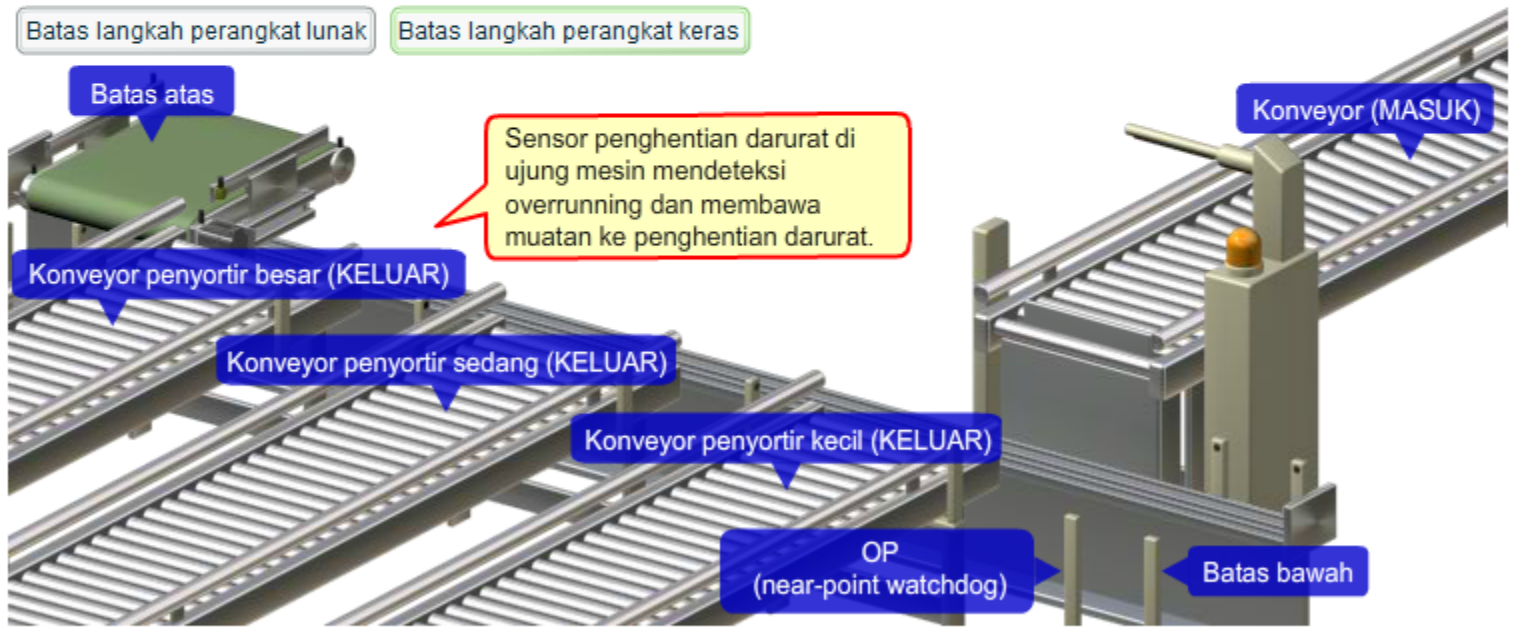 Batas langkah perangkat lunak
Batas langkah perangkat keras
Batas atas
Konveyor (MASUK)
Sensor penghentian darurat di
ujung mesin mendeteksi
overrunning dan membawa
muatan ke penghentian darurat.
Konveyor penyortir besar (KELUAR)
Konveyor penyortir sedang (KELUAR)
Konveyor penyortir kecil (KELUAR)
OP
(near-point watchdog)
Batas bawah